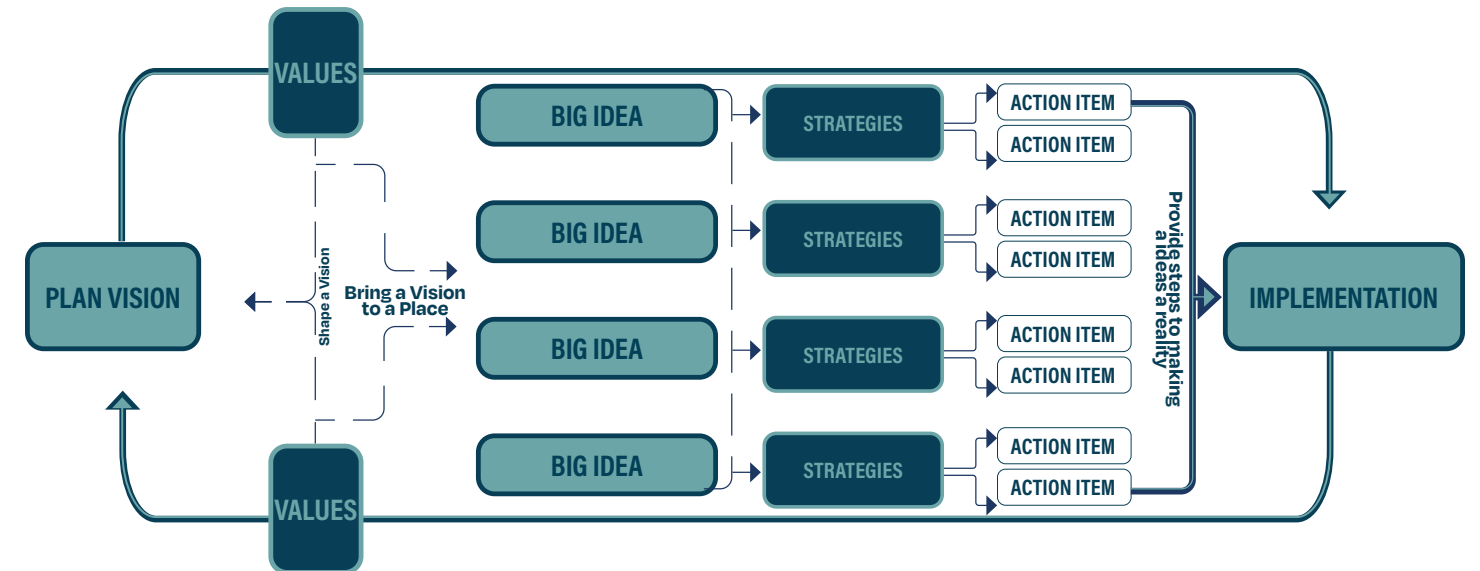 VALUES
BIG IDEA
STRATEGIES
ACTION ITEM
ACTION ITEM
BIG IDEA
STRATEGIES
ACTION ITEM
ACTION ITEM
PLAN VISION
shape a Vision
Bring a Vision
to a Place
Provide steps to making
a ideas a reality
IMPLEMENTATION
BIG IDEA
STRATEGIES
ACTION ITEM
ACTION ITEM
BIG IDEA
STRATEGIES
ACTION ITEM
ACTION ITEM
VALUES